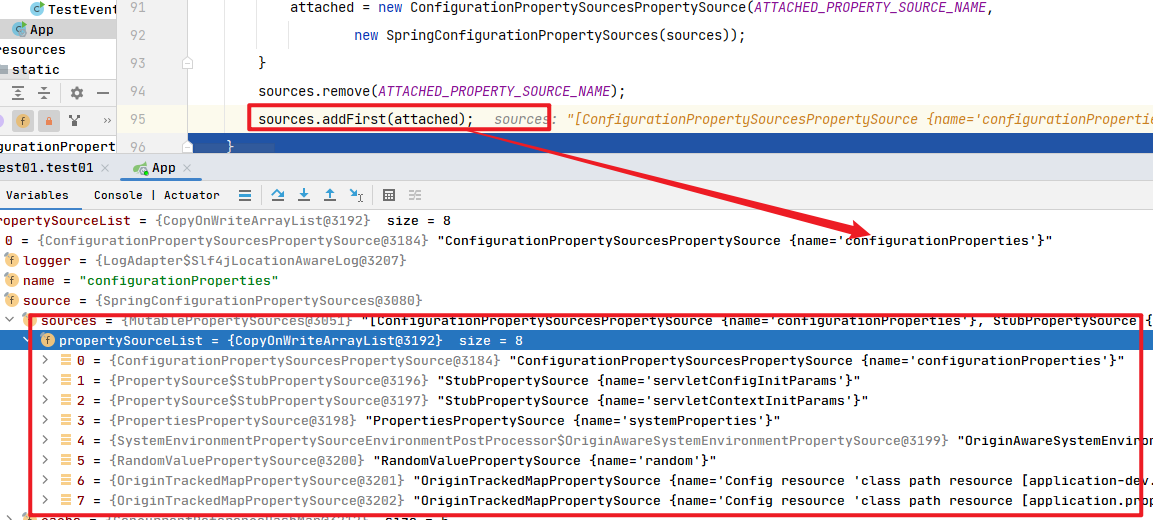 TestEvent
App
resources
static
gurationPropert
91 attached = new ConfigurationPropertySourcesPropertySource(ATTACHED_PROPERTY_SOURCE_NAME,
92 new SpringConfigurationPropertySources(sources));
93 }
94 sources.remove(ATTACHED_PROPERTY_SOURCE_NAME);
95 sources.addFirst(attached); sources: "[ConfigurationPropertySourcesPropertySource {name='configurationPropertie
96 }
est01.test01 App
Variables Console Actuator
ropertySourceList = {CopyOnWriteArrayList@3192} size = 8
0 = {ConfigurationPropertySourcesPropertySource@3184} "ConfigurationPropertySourcesPropertySource {name='configurationProperties'}"
logger = {LogAdapter$Slf4jLocationAwareLog@3207}
name = "configurationProperties"
source = {SpringConfigurationPropertySources@3080}
sources = {MutablePropertySources@3051} "[ConfigurationPropertySourcesPropertySource {name='configurationProperties'}, StubPropertySource {
propertySourceList = {CopyOnWriteArrayList@3192} size = 8
0 = {ConfigurationPropertySourcesPropertySource@3184} "ConfigurationPropertySourcesPropertySource {name='configurationProperties'}"
1 = {PropertySource$StubPropertySource@3196} "StubPropertySource {name='servletConfigInitParams'}"
2 = {PropertySource$StubPropertySource@3197} "StubPropertySource {name='servletContextInitParams'}"
3 = {PropertiesPropertySource@3198} "PropertiesPropertySource {name='systemProperties'}"
4 = {SystemEnvironmentPropertySourceEnvironmentPostProcessor$OriginAwareSystemEnvironmentPropertySource@3199} "OriginAwareSystemEnviron
5 = {RandomValuePropertySource@3200} "RandomValuePropertySource {name='random'}"
6 = {OriginTrackedMapPropertySource@3201} "OriginTrackedMapPropertySource {name='Config resource 'class path resource [application-dev.
7 = {OriginTrackedMapPropertySource@3202} "OriginTrackedMapPropertySource {name='Config resource 'class path resource [application.prop